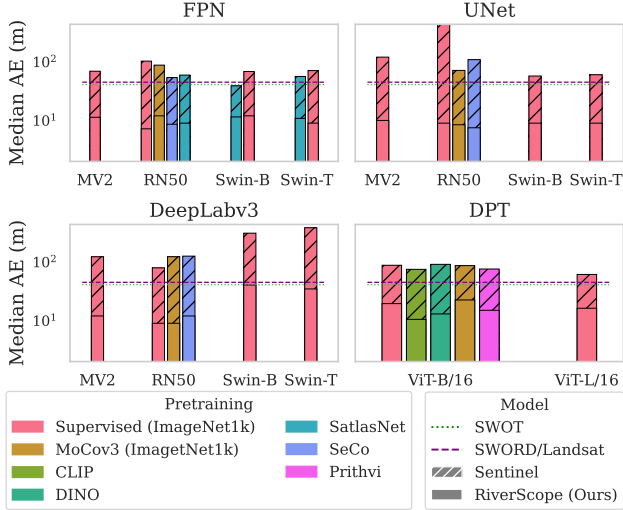 FPN
UNet
Median AE (m)
10²
10¹
MV2 RN50 Swin-B Swin-T
MV2 RN50 Swin-B Swin-T
DeepLabv3
DPT
Median AE (m)
10²
10¹
MV2 RN50 Swin-B Swin-T
ViT-B/16 ViT-L/16
Pretraining
Supervised (ImageNet1k)
MoCov3 (ImagetNet1k)
CLIP
DINO
SatlasNet
SeCo
Prithvi
Model
SWOT
SWORD/Landsat
Sentinel
RiverScope (Ours)